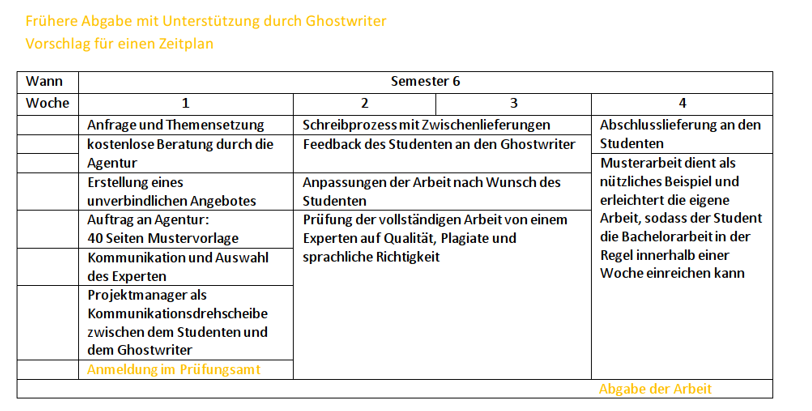 Frühere Abgabe mit Unterstützung durch Ghostwriter
Vorschlag für einen Zeitplan
Wann
Semester 6
Woche
1
2
3
4
Anfrage und Themensetzung
kostenlose Beratung durch die
Agentur
Erstellung eines
unverbindlichen Angebotes
Auftrag an Agentur:
40 Seiten Mustervorlage
Kommunikation und Auswahl
des Experten
Projektmanager als
Kommunikationsdrehscheibe
zwischen dem Studenten und
dem Ghostwriter
Anmeldung im Prüfungsamt
Schreibprozess mit Zwischenlieferungen
Feedback des Studenten an den Ghostwriter
Anpassungen der Arbeit nach Wunsch des
Studenten
Prüfung der vollständigen Arbeit von einem
Experten auf Qualität, Plagiate und
sprachliche Richtigkeit
Abschlusslieferung an den
Studenten
Musterarbeit dient als
nützliches Beispiel und
erleichtert die eigene
Arbeit, sodass der Student
die Bachelorarbeit in der
Regel innerhalb einer
Woche einreichen kann
Abgabe der Arbeit